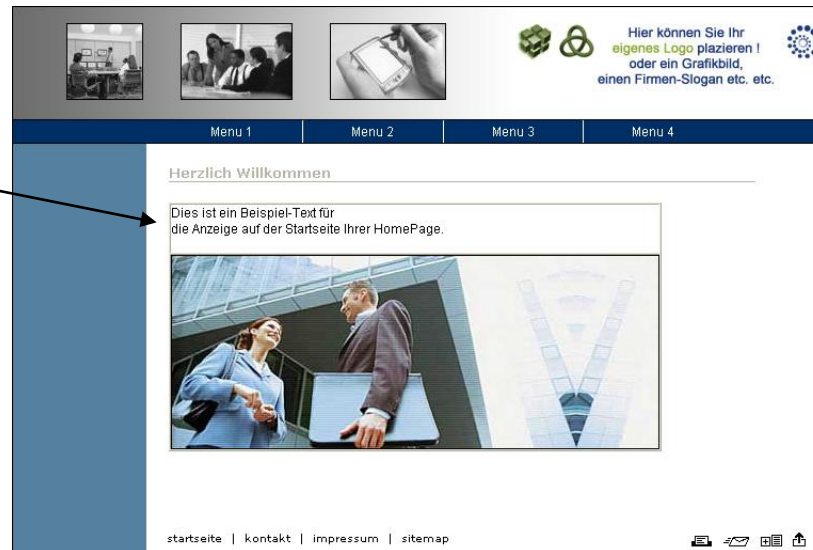 Hier können Sie Ihr
eigenes Logo plazieren !
oder ein Grafikbild,
einen Firmen-Slogan etc. etc.
Menu 1
Menu 2
Menu 3
Menu 4
Herzlich Willkommen
Dies ist ein Beispiel-Text für
die Anzeige auf der Startseite Ihrer HomePage.
startseite | kontakt | impressum | sitemap